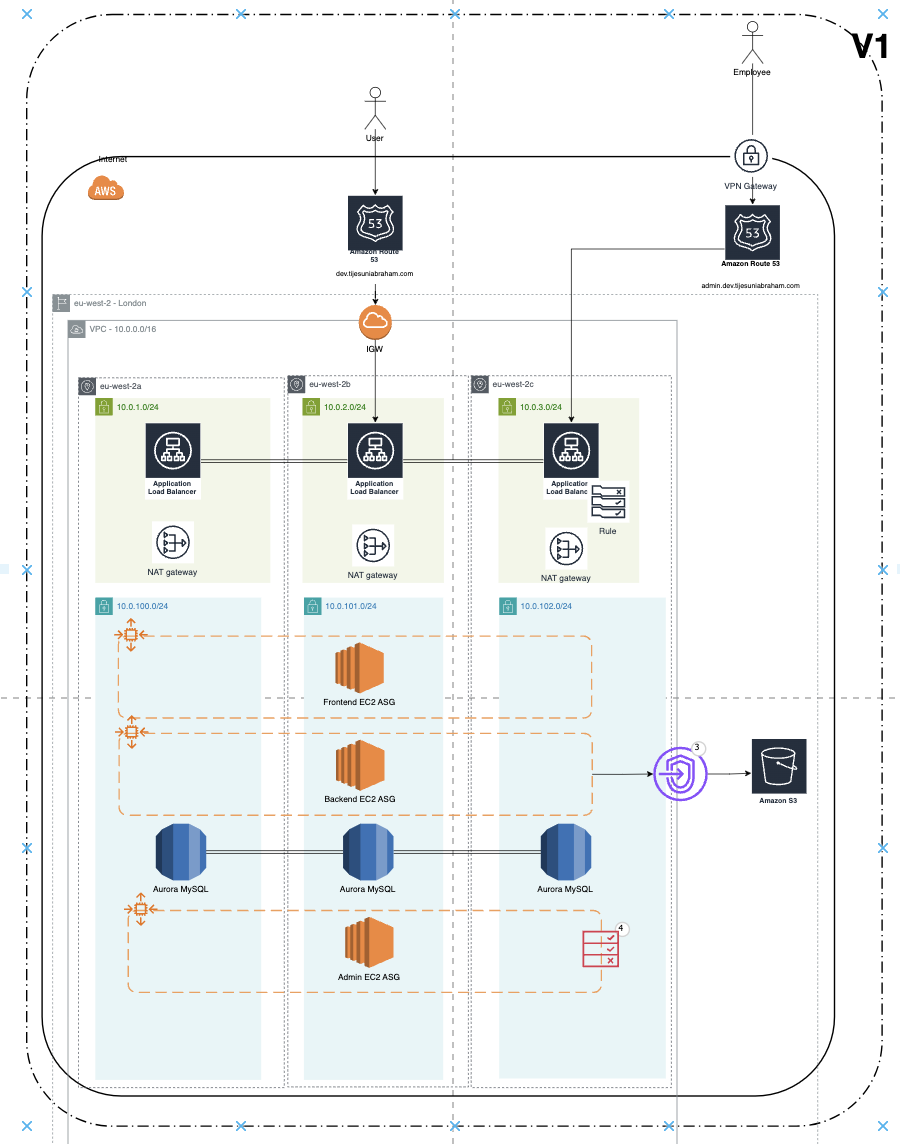 V1
Employee
User
Internet
AWS
VPN Gateway
53
Amazon Route
53
dev.tijesuniabraham.com
53
Amazon Route 53
admin.dev.tijesuniabraham.com
eu-west-2 - London
IGW
VPC - 10.0.0.0/16
eu-west-2a
eu-west-2b
eu-west-2c
10.0.1.0/24
10.0.2.0/24
10.0.3.0/24
Application
Load Balancer
Application
Load Balancer
Application
Load Balanc
Rule
NAT gateway
NAT gateway
NAT gateway
10.0.100.0/24
10.0.101.0/24
10.0.102.0/24
Frontend EC2 ASG
Backend EC2 ASG
3
Amazon S3
Aurora MySQL
Aurora MySQL
Aurora MySQL
4
Admin EC2 ASG